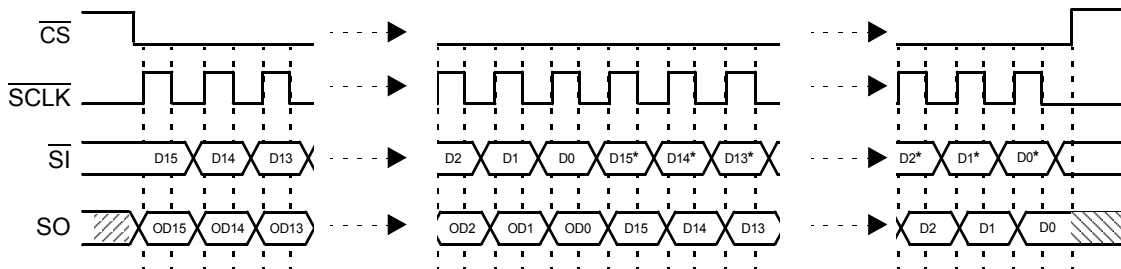 CS
SCLK
SI D15 D14 D13 D2 D1 D0 D15* D14* D13* D2* D1* D0*
SO OD15 OD14 OD13 OD2 OD1 OD0 D15 D14 D13 D2 D1 D0